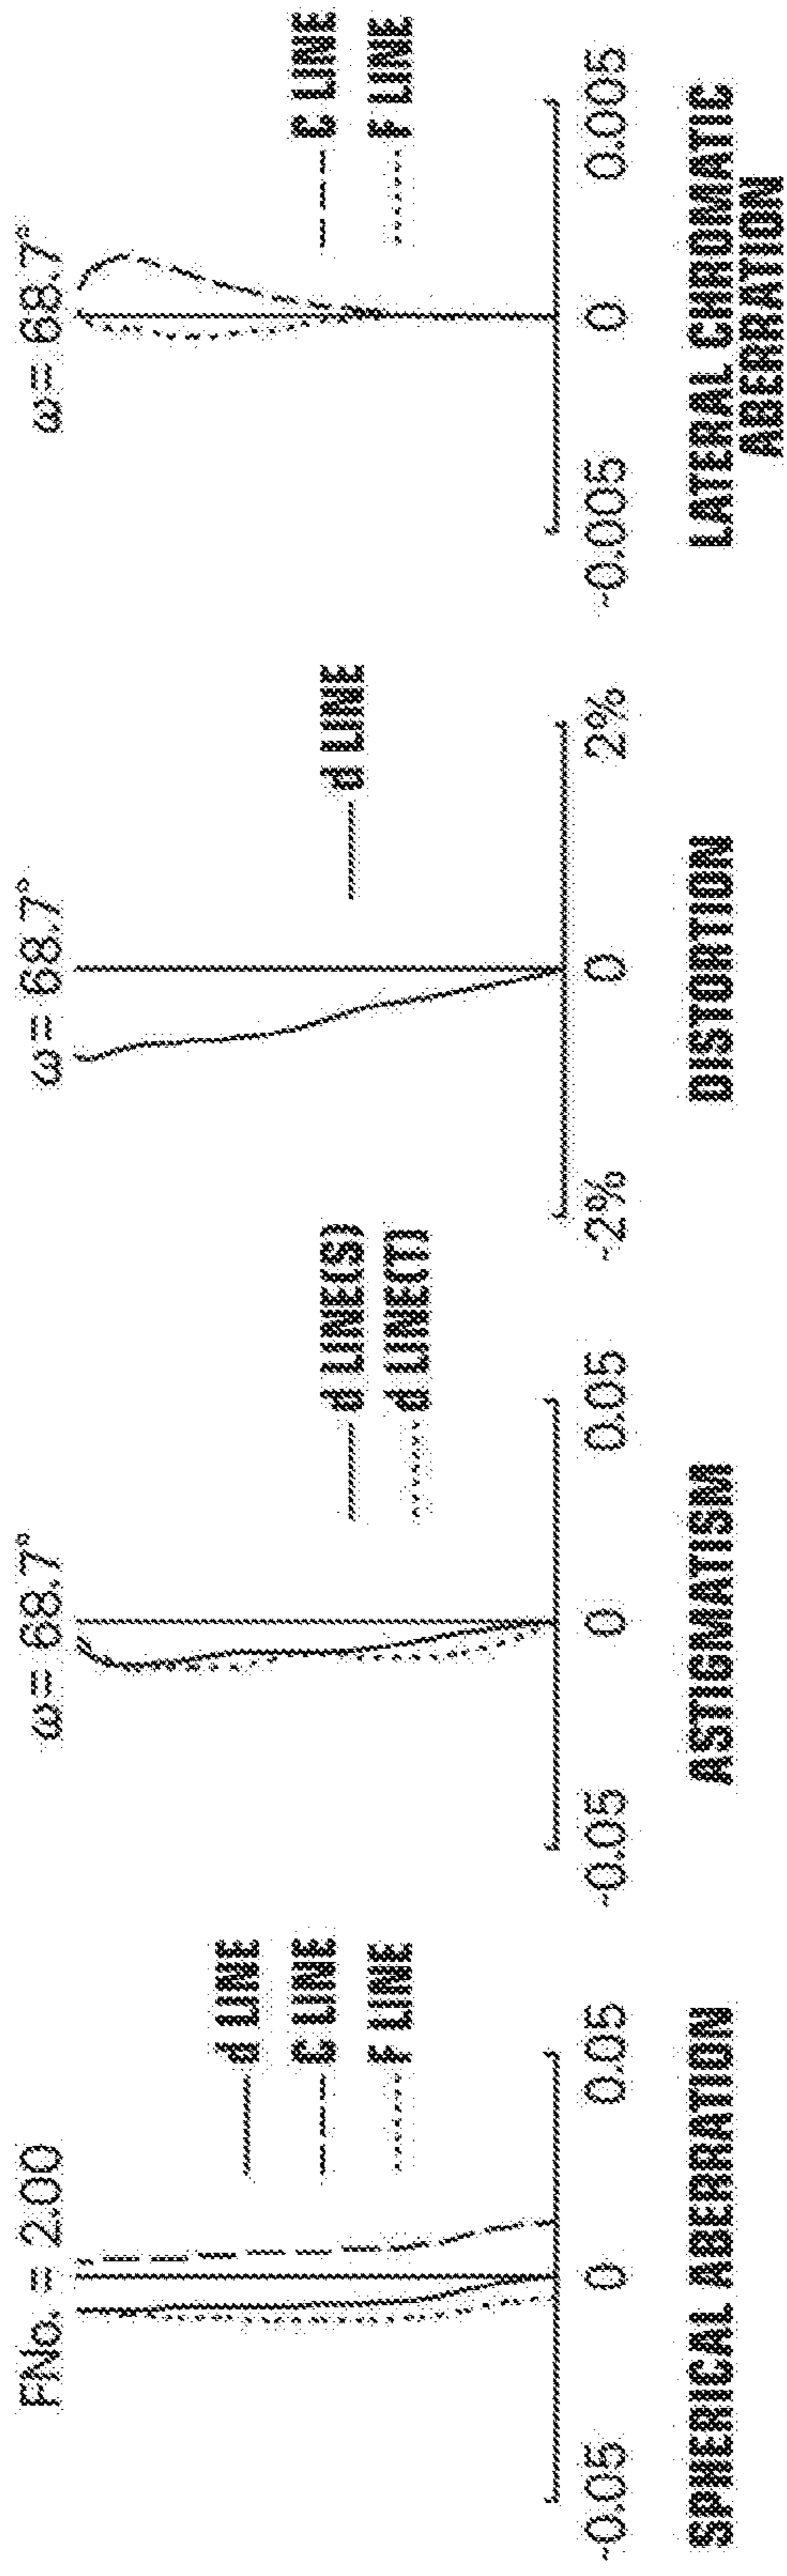 FNo. = 2.00
d LINE
C LINE
F LINE
-0.05
0
0.05
SPHERICAL ABERRATION
ω= 68.7°
d LINE(S)
d LINE(T)
-0.05
0
0.05
ASTIGMATISM
ω= 68.7°
d LINE
-2%
0
2%
DISTORTION
ω= 68.7°
C LINE
F LINE
-0.005
0
0.005
LATERAL CHROMATIC
ABERRATION